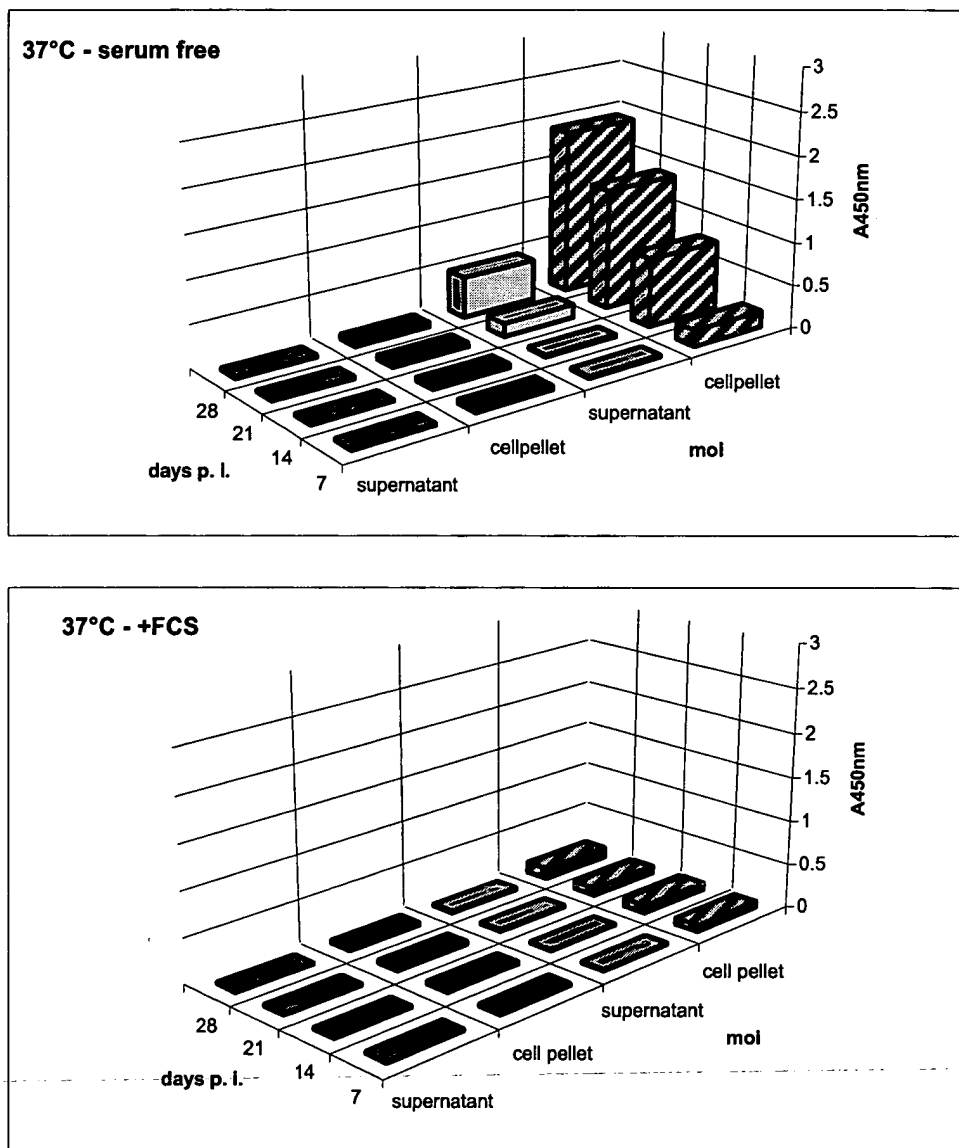 37°C - serum free
3
2.5
2
1.5
1
0.5
0
A450nm
cellpellet
supernatant
cellpellet
supernatant
mol
28
21
14
7
days p. i.
37°C - +FCS
3
2.5
2
1.5
1
0.5
0
A450nm
cell pellet
supernatant
cell pellet
supernatant
mol
28
21
14
7
days p. i.